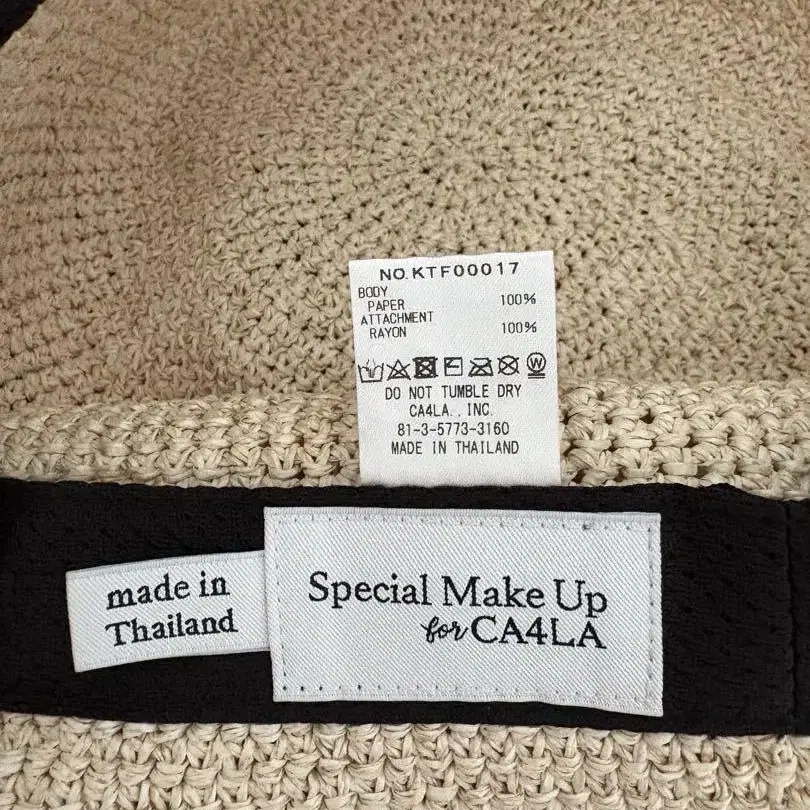 NO.KTF00017
BODY
PAPER 100%
ATTACHMENT
RAYON 100%
W
DO NOT TUMBLE DRY
CA4LA., INC.
81-3-5773-3160
MADE IN THAILAND
made in
Thailand
Special Make Up
for CA4LA